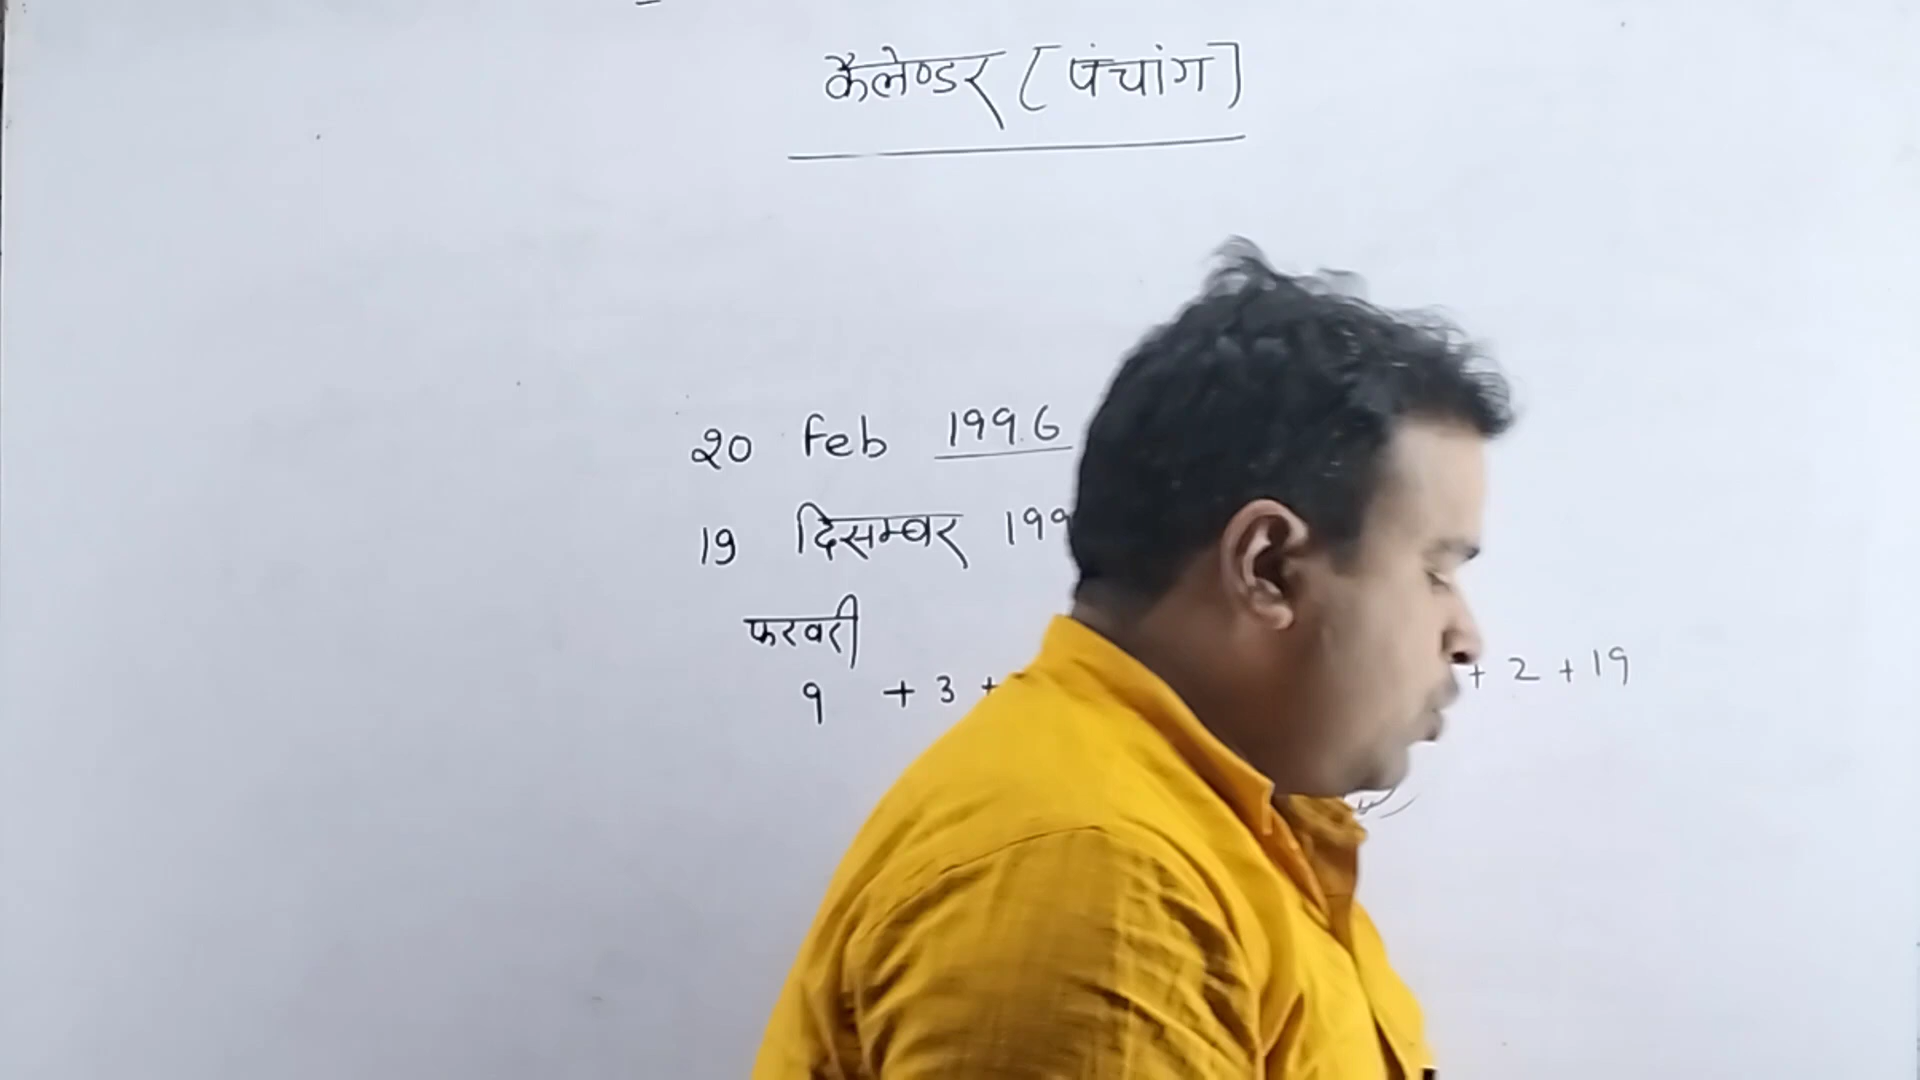 कैलेण्डर (पंचांग]
20 Feb 1996
19 दिसम्बर 199
फरवरी
9 + 3 + + 2 + 19